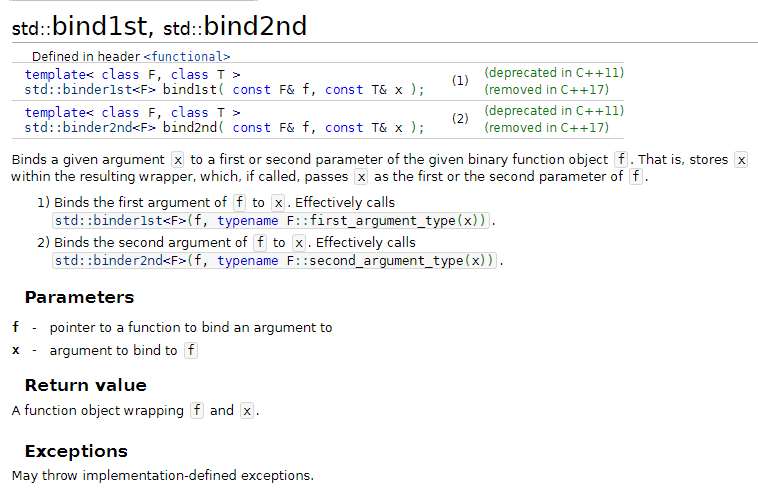 std::bind1st, std::bind2nd
Defined in header <functional>
template< class F, class T >
std::binder1st<F> bind1st( const F& f, const T& x );
(1)
(deprecated in C++11)
(removed in C++17)
template< class F, class T >
std::binder2nd<F> bind2nd( const F& f, const T& x );
(2)
(deprecated in C++11)
(removed in C++17)
Binds a given argument x to a first or second parameter of the given binary function object f. That is, stores x
within the resulting wrapper, which, if called, passes x as the first or the second parameter of f.
1) Binds the first argument of f to x. Effectively calls
std::binder1st<F>(f, typename F::first_argument_type(x)).
2) Binds the second argument of f to x. Effectively calls
std::binder2nd<F>(f, typename F::second_argument_type(x)).
Parameters
f - pointer to a function to bind an argument to
x - argument to bind to f
Return value
A function object wrapping f and x.
Exceptions
May throw implementation-defined exceptions.